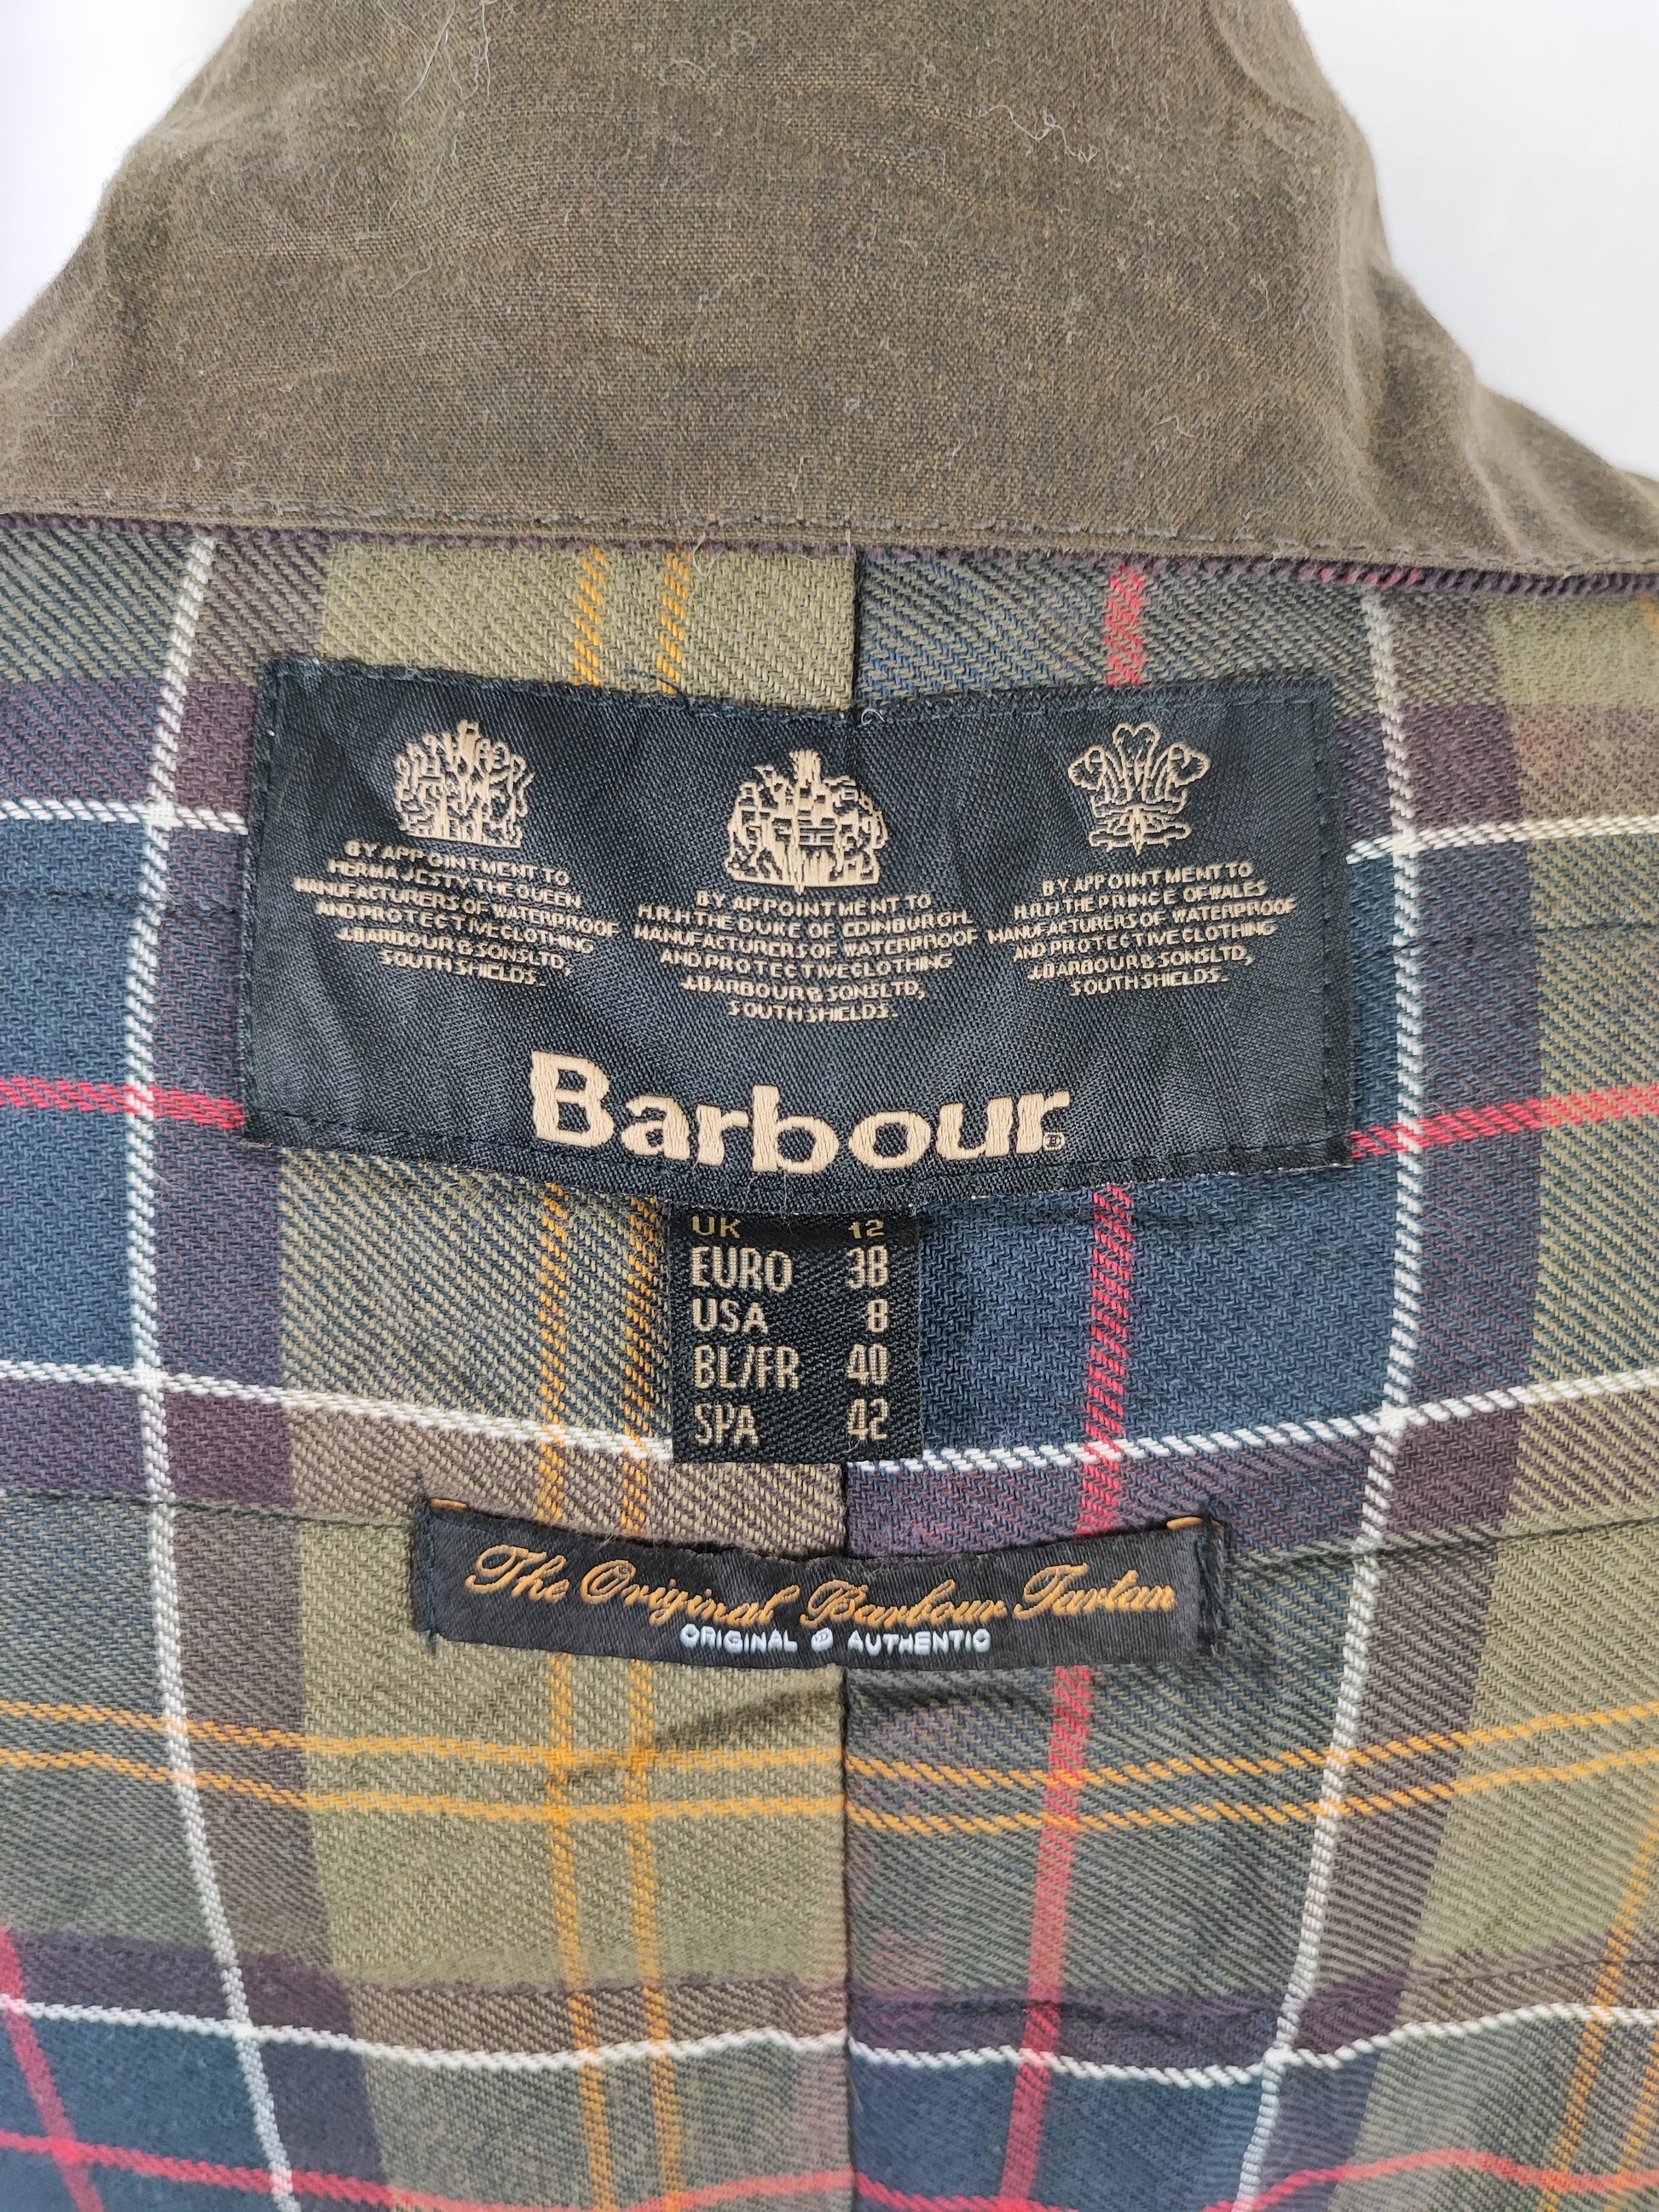 BY APPOINTMENT TO
HER MAJESTY THE QUEEN
MANUFACTURERS OF WATERPROOF
AND PROTECTIVE CLOTHING
J.BARBOUR & SONS LTD,
SOUTH SHIELDS.
BY APPOINTMENT TO
H.R.H THE DUKE OF EDINBURGH
MANUFACTURERS OF WATERPROOF
AND PROTECTIVE CLOTHING
J.BARBOUR & SONS LTD,
SOUTH SHIELDS.
BY APPOINTMENT TO
H.R.H THE PRINCE OF WALES
MANUFACTURERS OF WATERPROOF
AND PROTECTIVE CLOTHING
J.BARBOUR & SONS LTD,
SOUTH SHIELDS.
Barbour®
UK 12
EURO 38
USA 8
BL/FR 40
SPA 42
The Original Barbour Tartan
ORIGINAL AUTHENTIC